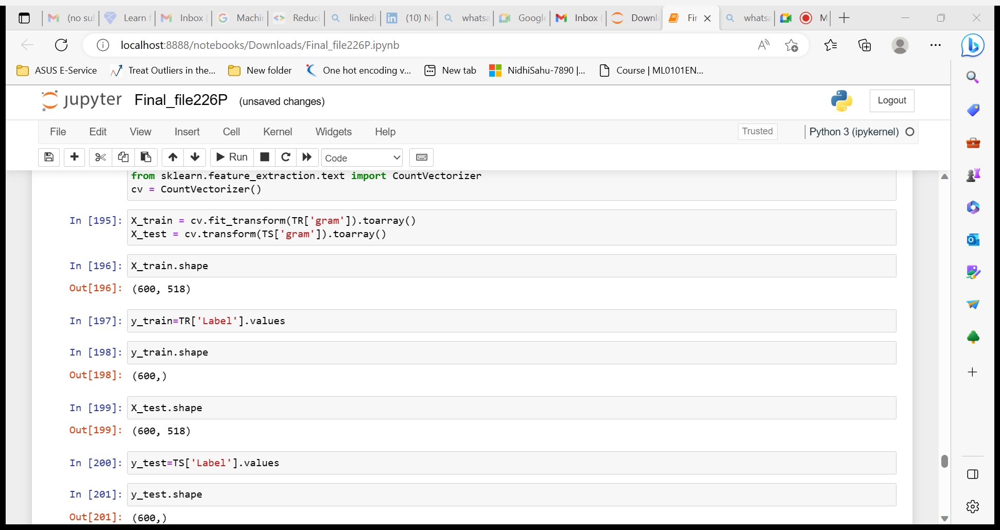 (no sub
Learn f
Inbox (
Machin
Reduci
linkedi
(10) N
whatsa
Google
Inbox (
Downl
Fir
whatsa
M
localhost:8888/notebooks/Downloads/Final_file226P.ipynb
ASUS E-Service
Treat Outliers in the...
New folder
One hot encoding v...
New tab
NidhiSahu-7890 |...
Course | ML0101EN...
jupyter Final_file226P (unsaved changes)
Logout
File Edit View Insert Cell Kernel Widgets Help
Trusted
Python 3 (ipykernel)
Run
Code
from sklearn.feature_extraction.text import CountVectorizer
cv = CountVectorizer()
In [195]: X_train = cv.fit_transform(TR['gram']).toarray()
X_test = cv.transform(TS['gram']).toarray()
In [196]: X_train.shape
Out[196]: (600, 518)
In [197]: y_train=TR['Label'].values
In [198]: y_train.shape
Out[198]: (600,)
In [199]: X_test.shape
Out[199]: (600, 518)
In [200]: y_test=TS['Label'].values
In [201]: y_test.shape
Out[201]: (600,)